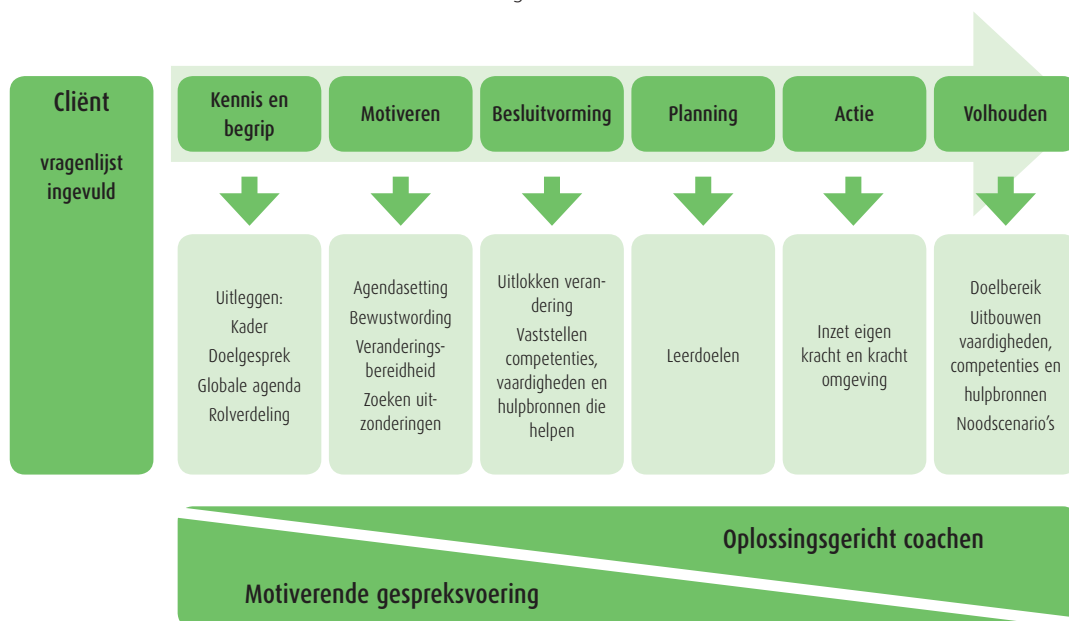 Cliënt
vragenlijst
ingevuld
Kennis en
begrip
Motiveren
Besluitvorming
Planning
Actie
Volhouden
Uitleggen:
Kader
Doelgesprek
Globale agenda
Rolverdeling
Agendasetting
Bewustwording
Veranderings-
bereidheid
Zoeken uit-
zonderingen
Uitlokken veran-
dering
Vaststellen
competenties,
vaardigheden en
hulpbronnen die
helpen
Leerdoelen
Inzet eigen
kracht en kracht
omgeving
Doelbereik
Uitbouwen
vaardigheden,
competenties en
hulpbronnen
Noodscenario's
Oplossingsgericht coachen
Motiverende gespreksvoering